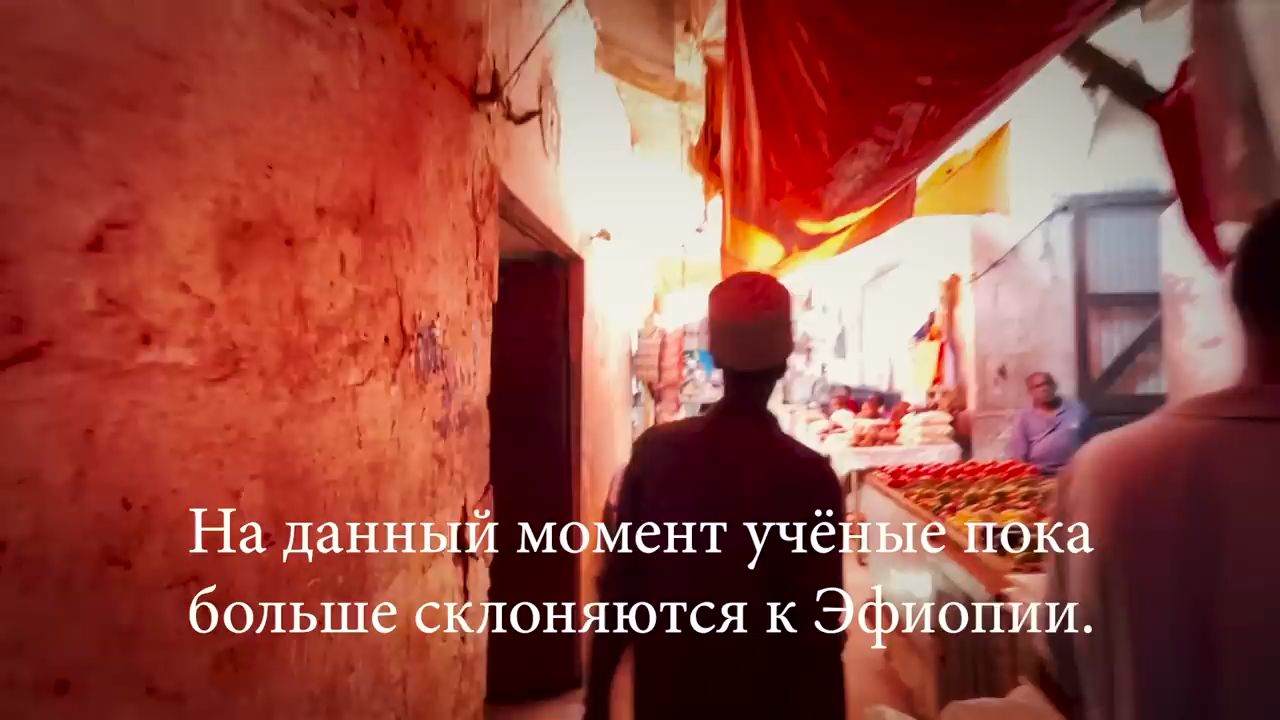 На данный момент учёные пока
больше склоняются к Эфиопии.